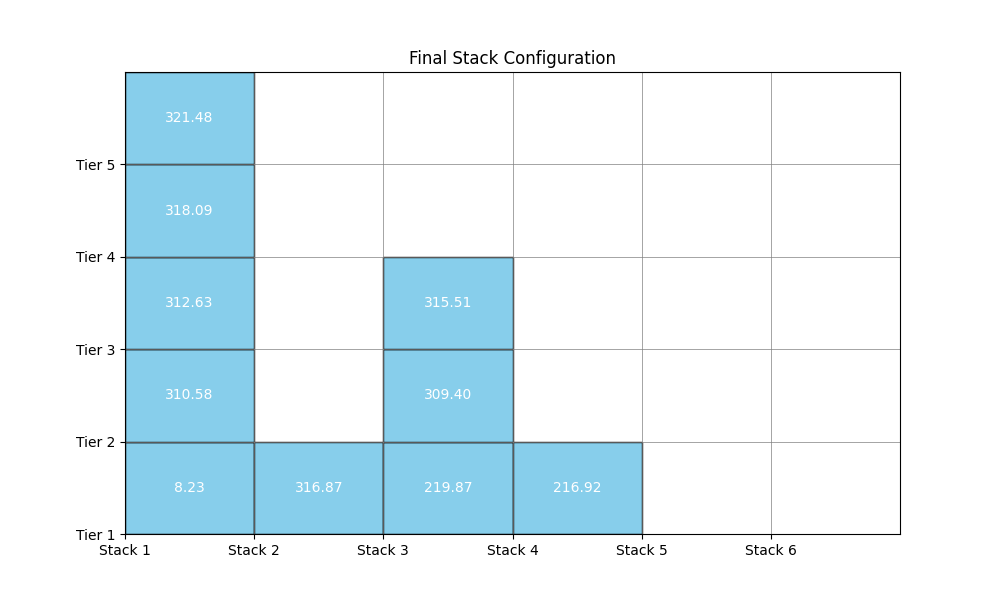 Final Stack Configuration
321.48
Tier 5
318.09
Tier 4
312.63 315.51
Tier 3
310.58 309.40
Tier 2
8.23 316.87 219.87 216.92
Tier 1
Stack 1 Stack 2 Stack 3 Stack 4 Stack 5 Stack 6